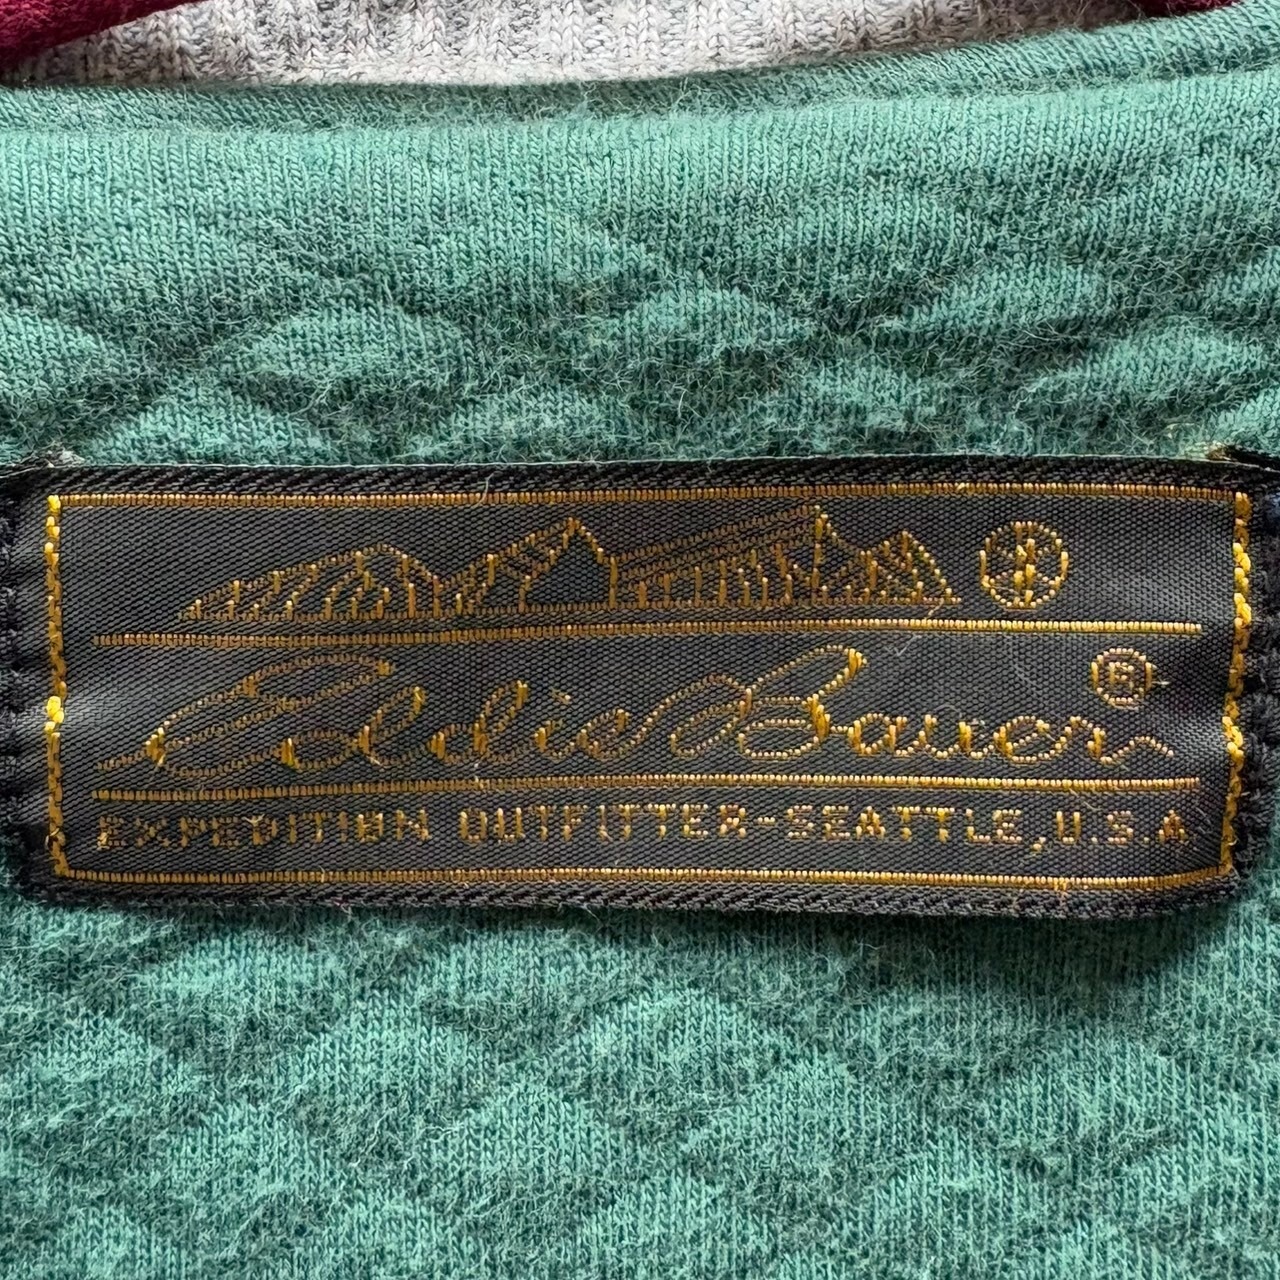 Eddie Bauer®
EXPEDITION OUTFITTER-SEATTLE, U.S.A